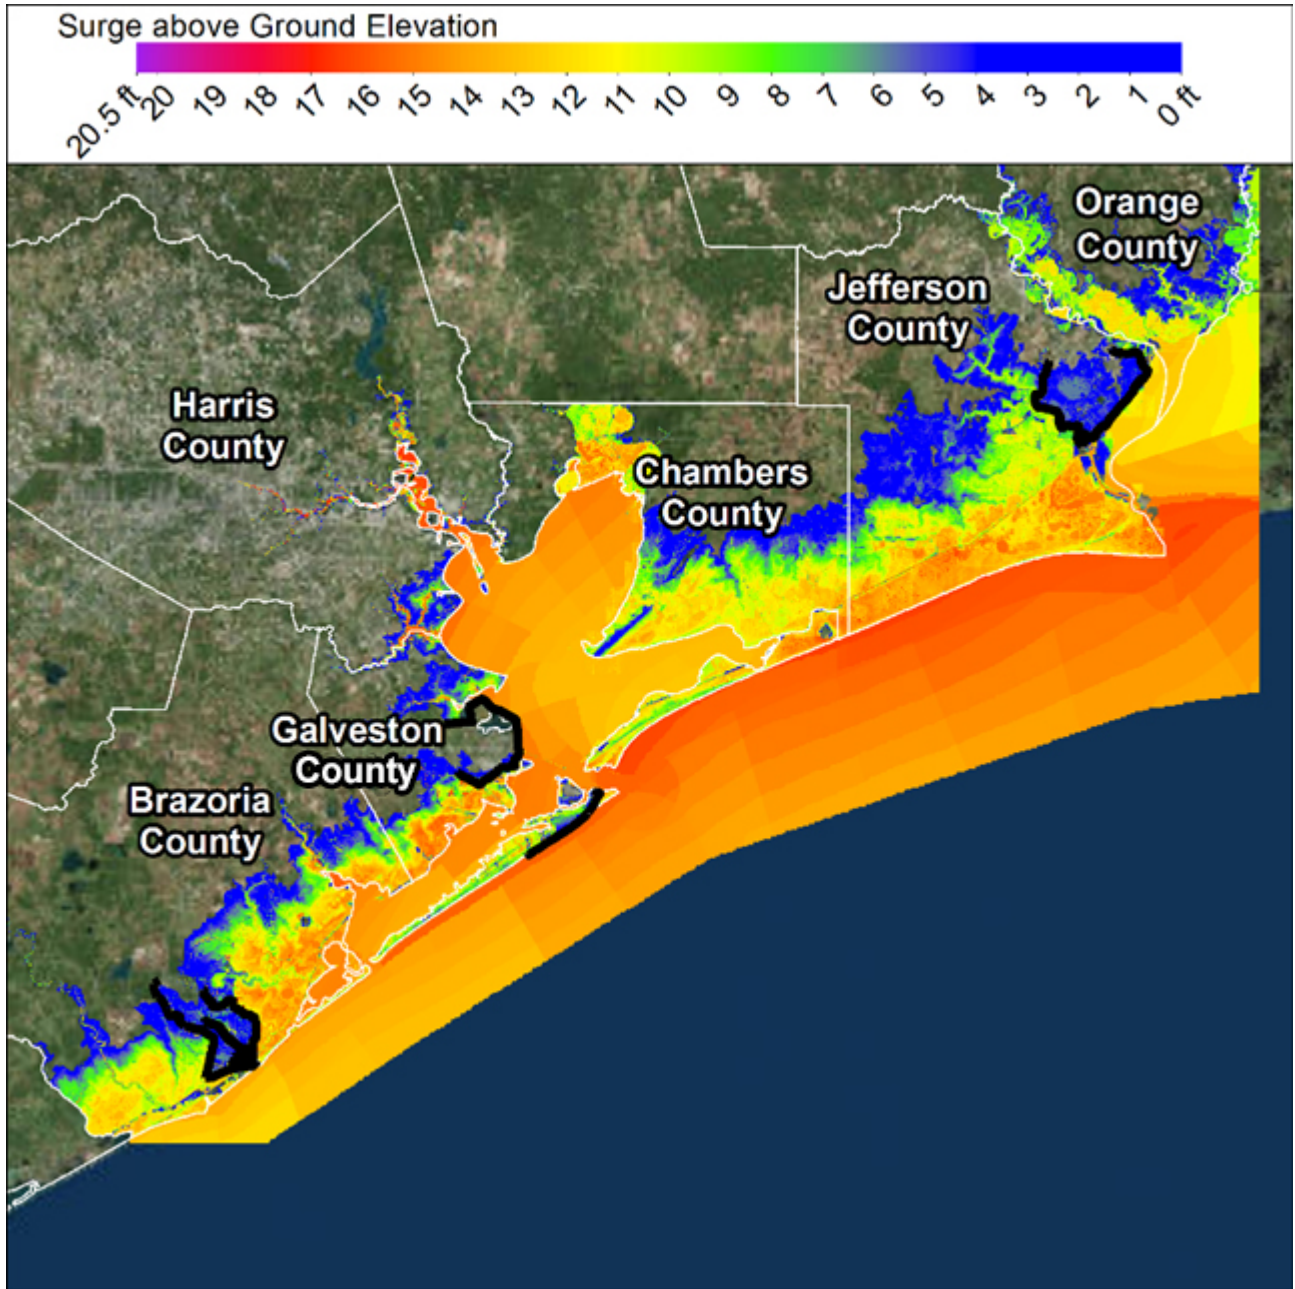 Surge above Ground Elevation
20.5 ft 20 19 18 17 16 15 14 13 12 11 10 9 8 7 6 5 4 3 2 1 0 ft
Orange
County
Jefferson
County
Harris
County
Chambers
County
Galveston
County
Brazoria
County